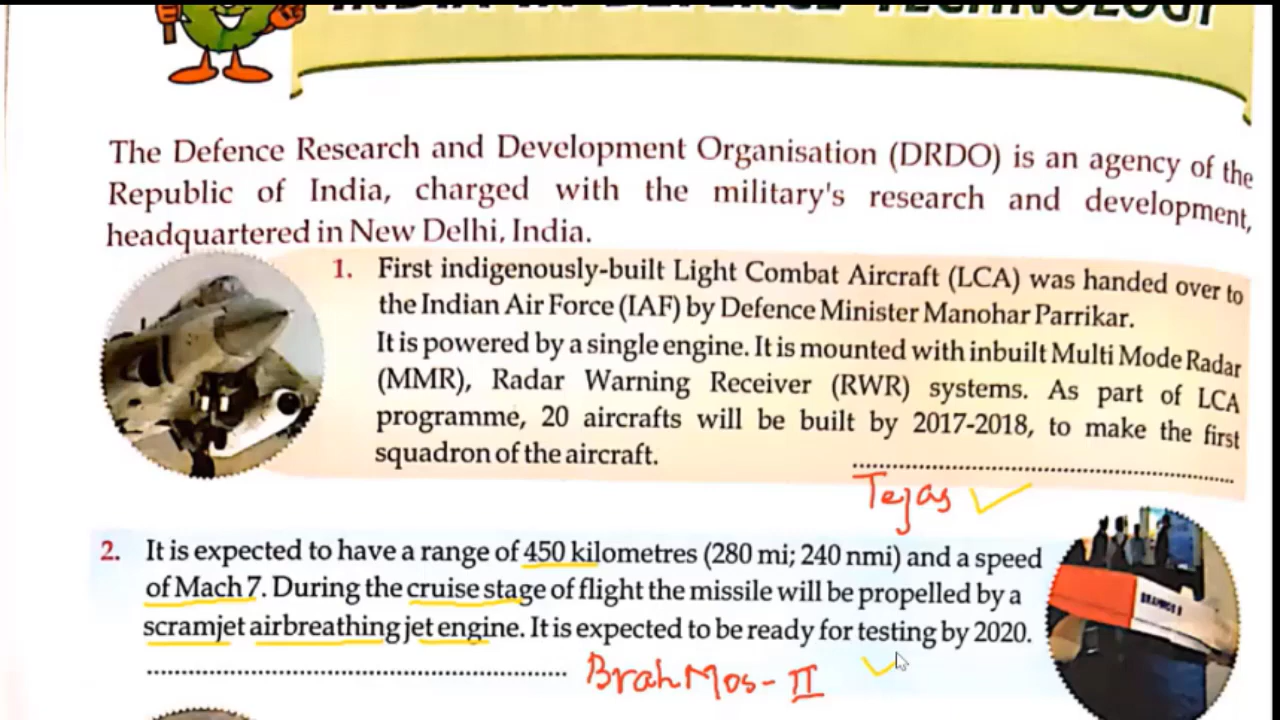 INDIA IN DEFENCE TECHNOLOGY
The Defence Research and Development Organisation (DRDO) is an agency of the
Republic of India, charged with the military's research and development,
headquartered in New Delhi, India.
1. First indigenously-built Light Combat Aircraft (LCA) was handed over to
the Indian Air Force (IAF) by Defence Minister Manohar Parrikar.
It is powered by a single engine. It is mounted with inbuilt Multi Mode Radar
(MMR), Radar Warning Receiver (RWR) systems. As part of LCA
programme, 20 aircrafts will be built by 2017-2018, to make the first
squadron of the aircraft.
Tejas
2. It is expected to have a range of 450 kilometres (280 mi; 240 nmi) and a speed
of Mach 7. During the cruise stage of flight the missile will be propelled by a
scramjet airbreathing jet engine. It is expected to be ready for testing by 2020.
BrahMos-II
BRAHMOS II